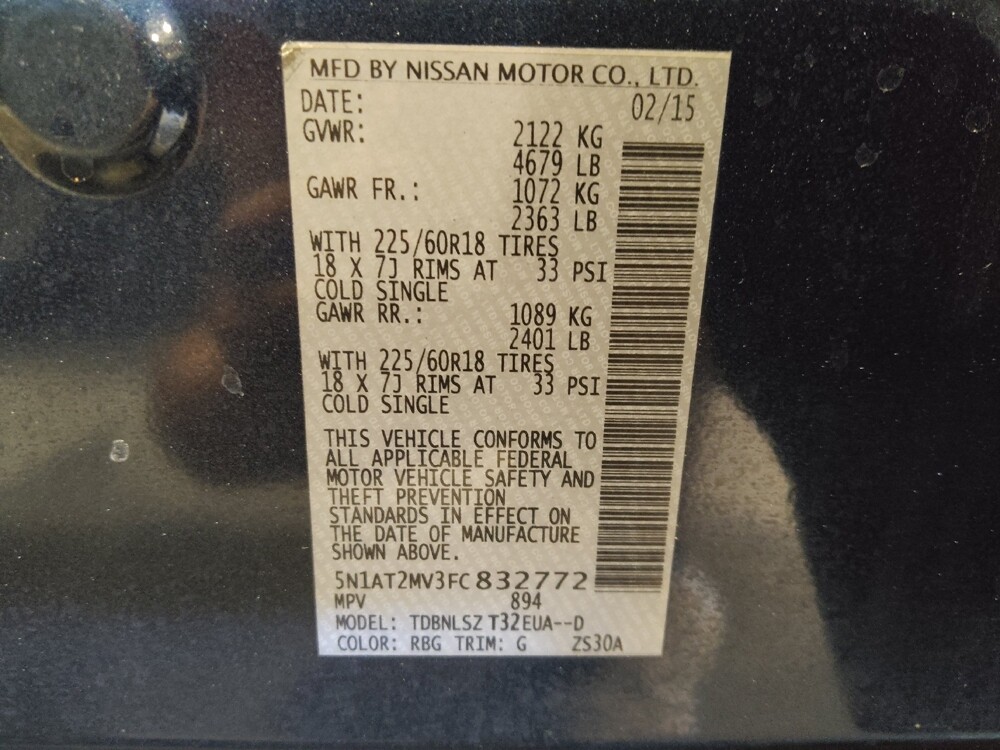 MFD BY NISSAN MOTOR CO., LTD.
DATE: 02/15
GVWR: 2122 KG
4679 LB
GAWR FR.: 1072 KG
2363 LB
WITH 225/60R18 TIRES
18 X 7J RIMS AT 33 PSI
COLD SINGLE
GAWR RR.: 1089 KG
2401 LB
WITH 225/60R18 TIRES
18 X 7J RIMS AT 33 PSI
COLD SINGLE
THIS VEHICLE CONFORMS TO
ALL APPLICABLE FEDERAL
MOTOR VEHICLE SAFETY AND
THEFT PREVENTION
STANDARDS IN EFFECT ON
THE DATE OF MANUFACTURE
SHOWN ABOVE.
5N1AT2MV3FC832772
MPV 894
MODEL: TDBNLSZ T32EUA--D
COLOR: RBG TRIM: G ZS30A